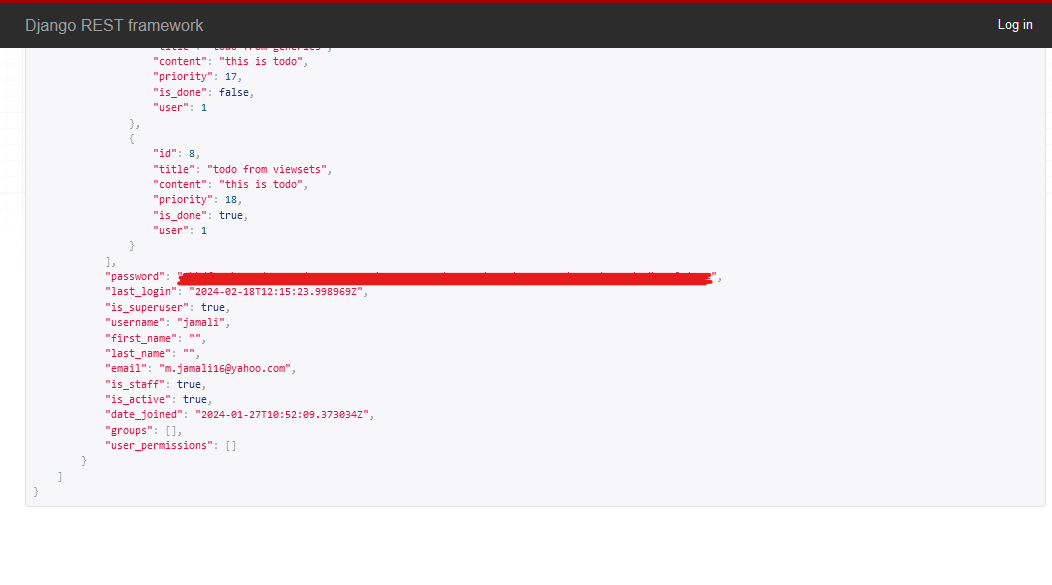 Django REST framework
Log in
"title": "todo from generics",
"content": "this is todo",
"priority": 17,
"is_done": false,
"user": 1
},
{
"id": 8,
"title": "todo from viewsets",
"content": "this is todo",
"priority": 18,
"is_done": true,
"user": 1
}
],
"password": "",
"last_login": "2024-02-18T12:15:23.998969Z",
"is_superuser": true,
"username": "jamali",
"first_name": "",
"last_name": "",
"email": "m.jamali16@yahoo.com",
"is_staff": true,
"is_active": true,
"date_joined": "2024-01-27T10:52:09.373034Z",
"groups": [],
"user_permissions": []
}
]
}